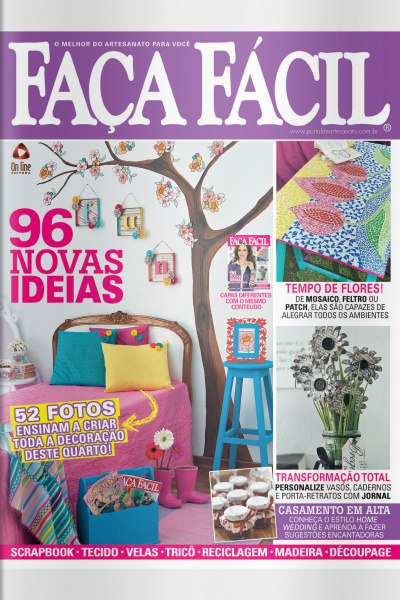 O MELHOR DO ARTESANATO PARA VOCÊ
FAÇA FÁCIL®
www.portaldeartesanato.com.br
On line
EDITORA
96
NOVAS
IDEIAS
FAÇA FÁCIL
CAPAS DIFERENTES
COM O MESMO
CONTEÚDO
TEMPO DE FLORES!
DE MOSAICO, FELTRO OU
PATCH, ELAS SÃO CAPAZES DE
ALEGRAR TODOS OS AMBIENTES
52 FOTOS
ENSINAM A CRIAR
TODA A DECORAÇÃO
DESTE QUARTO!
FAÇA FÁCIL
TRANSFORMAÇÃO TOTAL
PERSONALIZE VASOS, CADERNOS
E PORTA-RETRATOS COM JORNAL
CASAMENTO EM ALTA
CONHEÇA O ESTILO HOME
WEDDING E APRENDA A FAZER
SUGESTÕES ENCANTADORAS
SCRAPBOOK • TECIDO • VELAS • TRICÔ • RECICLAGEM • MADEIRA • DÉCOUPAGE